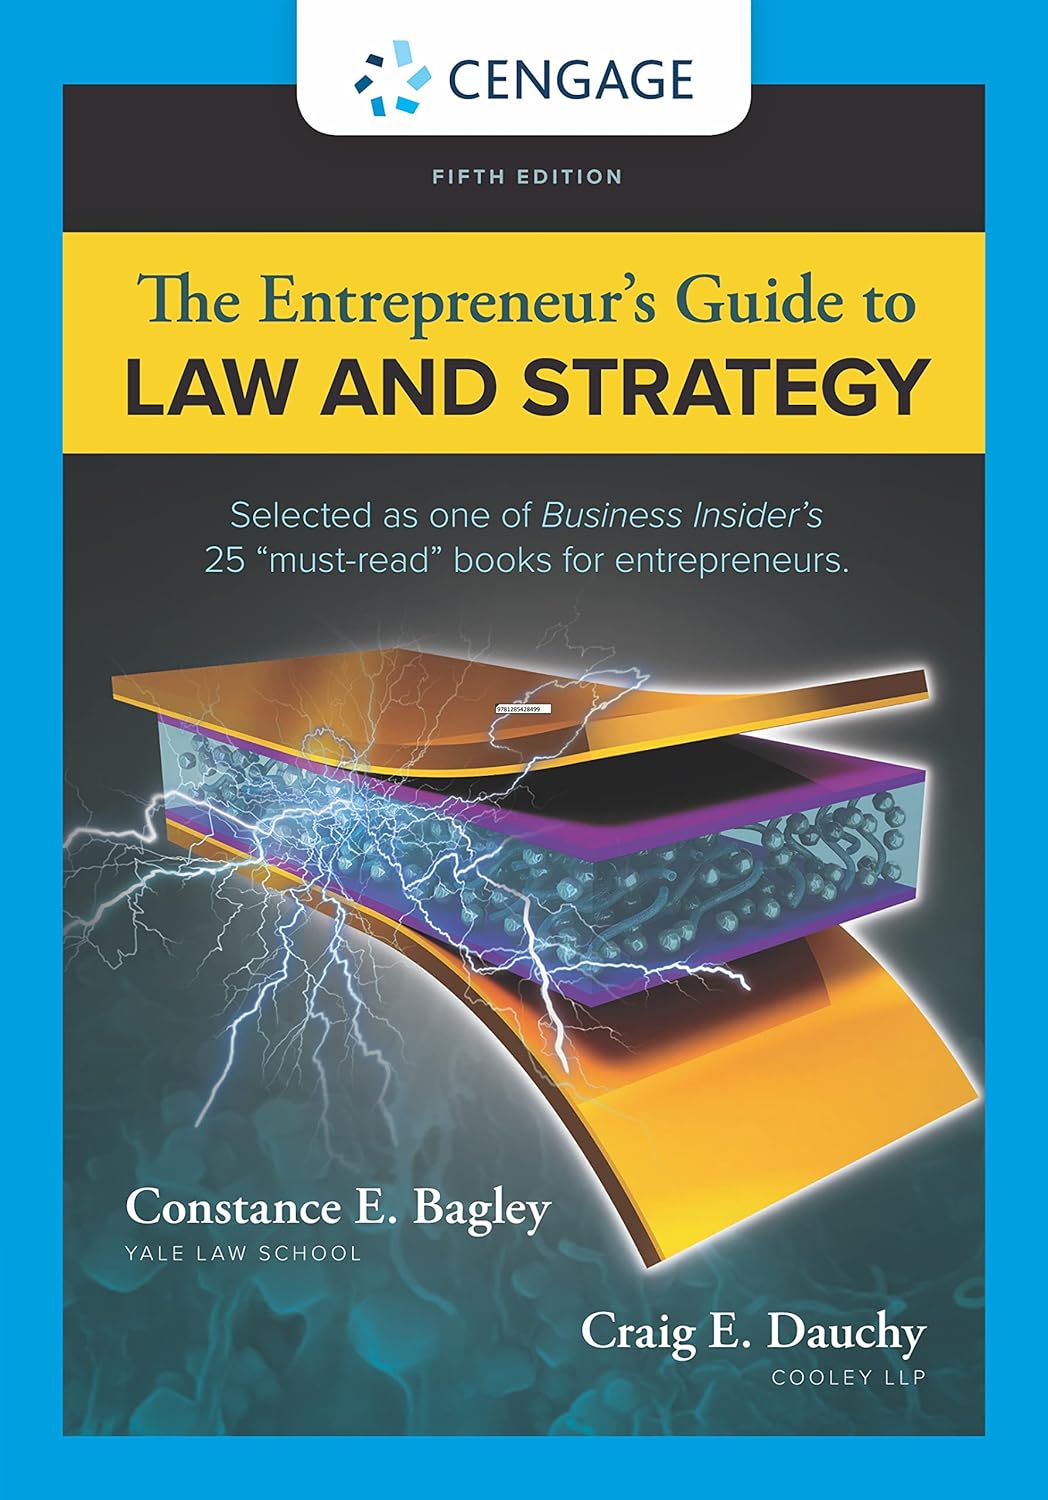 CENGAGE
FIFTH EDITION
The Entrepreneur’s Guide to
LAW AND STRATEGY
Selected as one of Business Insider’s
25 “must-read” books for entrepreneurs.
9781285428499
Constance E. Bagley
YALE LAW SCHOOL
Craig E. Dauchy
COOLEY LLP